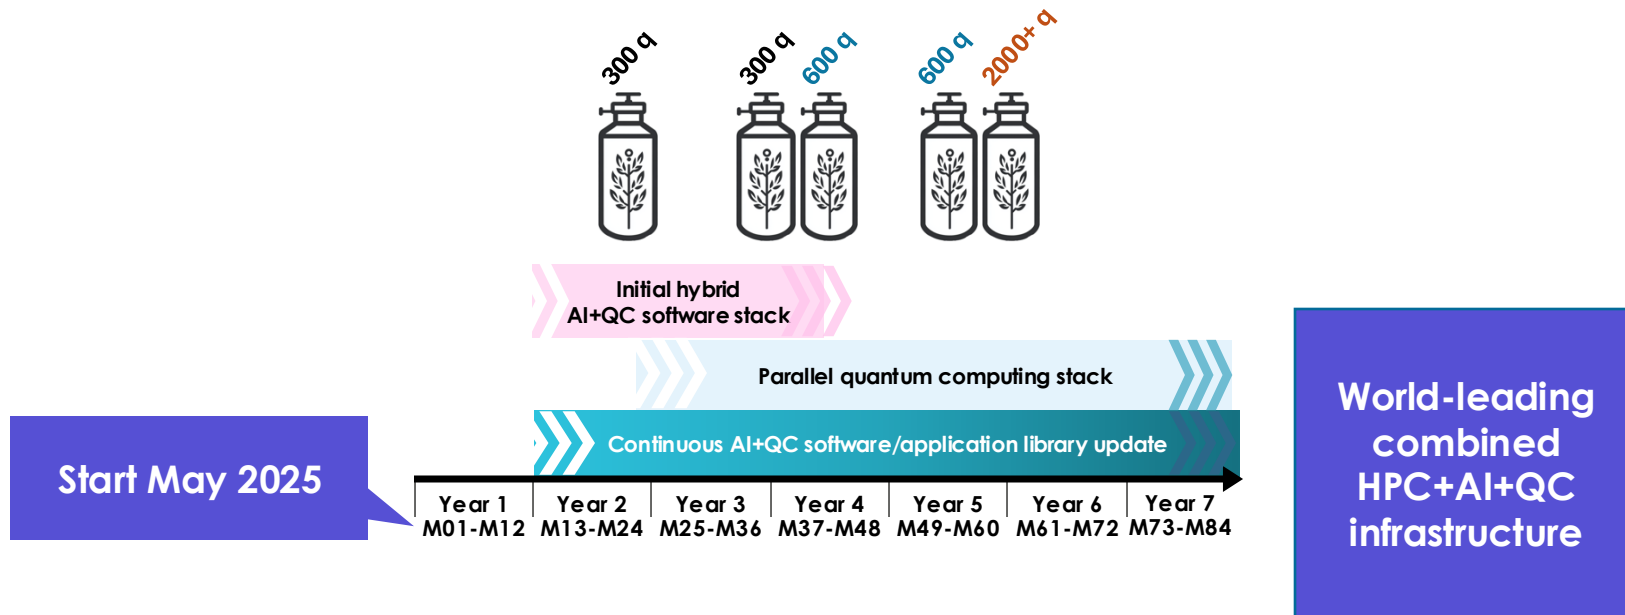 300 q
300 q
600 q
600 q
2000+ q
Initial hybrid
AI+QC software stack
Parallel quantum computing stack
Continuous AI+QC software/application library update
Start May 2025
Year 1
M01-M12
Year 2
M13-M24
Year 3
M25-M36
Year 4
M37-M48
Year 5
M49-M60
Year 6
M61-M72
Year 7
M73-M84
World-leading
combined
HPC+AI+QC
infrastructure